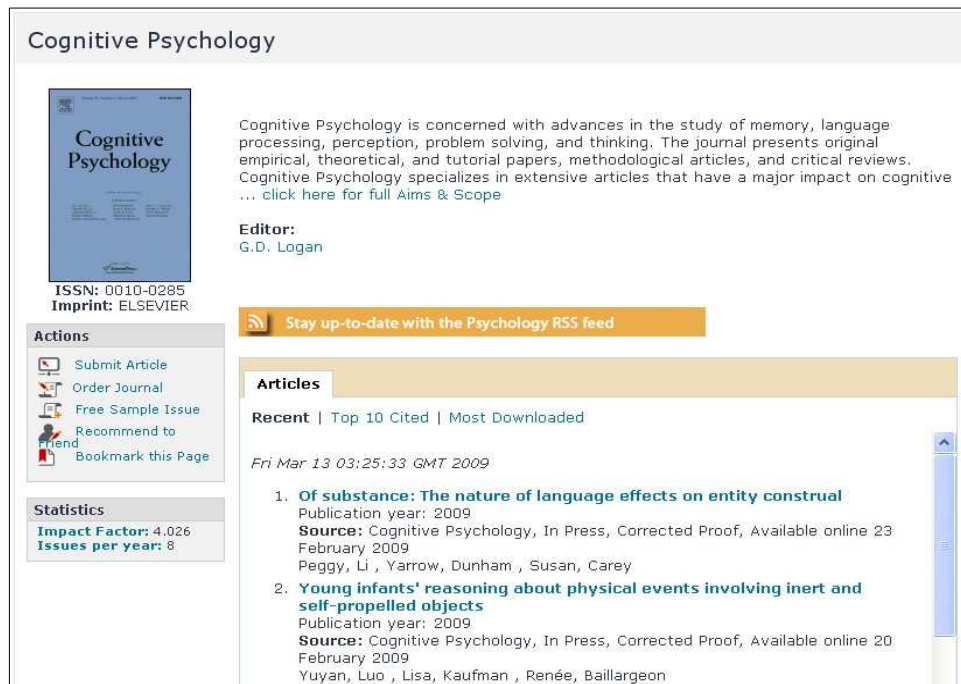 Cognitive Psychology
Cognitive
Psychology
ISSN: 0010-0285
Imprint: ELSEVIER
Actions
Submit Article
Order Journal
Free Sample Issue
Recommend to
Friend
Bookmark this Page
Statistics
Impact Factor: 4.026
Issues per year: 8
Cognitive Psychology is concerned with advances in the study of memory, language
processing, perception, problem solving, and thinking. The journal presents original
empirical, theoretical, and tutorial papers, methodological articles, and critical reviews.
Cognitive Psychology specializes in extensive articles that have a major impact on cognitive
... click here for full Aims & Scope
Editor:
G.D. Logan
Stay up-to-date with the Psychology RSS feed
Articles
Recent | Top 10 Cited | Most Downloaded
Fri Mar 13 03:25:33 GMT 2009
1. Of substance: The nature of language effects on entity construal
Publication year: 2009
Source: Cognitive Psychology, In Press, Corrected Proof, Available online 23
February 2009
Peggy, Li , Yarrow, Dunham , Susan, Carey
2. Young infants' reasoning about physical events involving inert and
self-propelled objects
Publication year: 2009
Source: Cognitive Psychology, In Press, Corrected Proof, Available online 20
February 2009
Yuyan, Luo , Lisa, Kaufman , Renée, Baillargeon